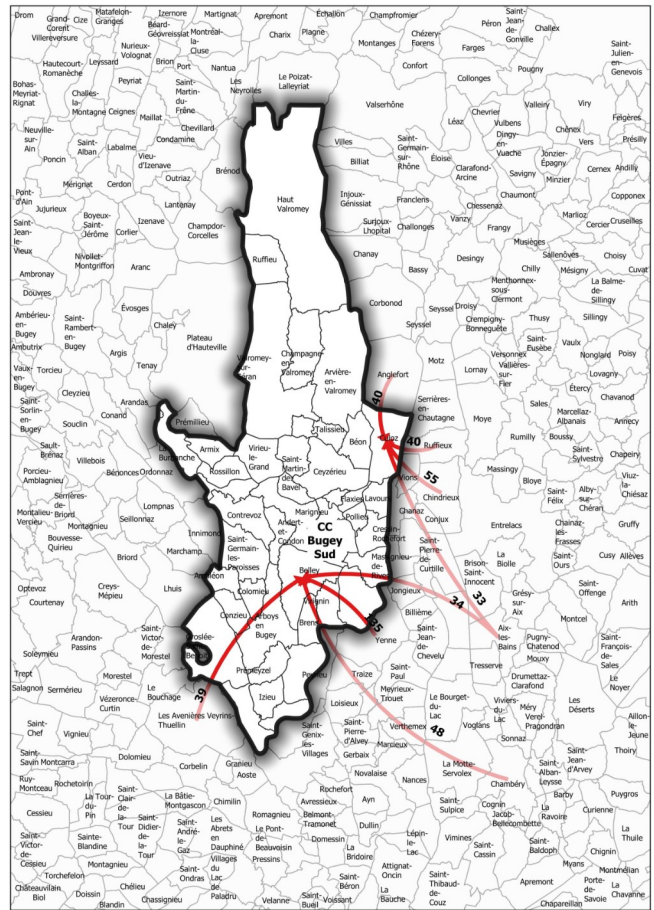 Drom
Grand-
Corent
Cize
Matafelon-
Granges
Izernore
Martignat
Apremont
Échallon
Champfromier
Villereversure
Béard-
Géovreissiat
Montréal-
la-
Cluse
Charix
Plagne
Montanges
Chézery-
Forens
Péron
Saint-
Jean-
de-
Gonville
Challex
Farges
Saint-
Julien-
en-
Genevois
Nurieux-
Volognat
Hautecourt-
Romanèche
Leyssard
Brion
Port
Nantua
Confort
Pougny
Collonges
Bohas-
Meyriat-
Rignat
Challes-
la-
Montagne
Peyriat
Ceignes
Saint-
Martin-
du-
Frêne
Les
Neyrolles
Le Poizat-
Lalleyriat
Valserhône
Maillat
Chevillard
Condamine
Léaz
Chevrier
Vulbens
Dingy-
en-
Vuache
Valleiry
Viry
Feigères
Chênex
Vers
Présilly
Neuville-
sur-
Ain
Poncin
Saint-
Alban
Labalme
Vieu-
d'Izenave
Villes
Billiat
Saint-
Germain-
sur-
Rhône
Éloise
Clarafond-
Arcine
Jonzier-
Épagny
Savigny
Minzier
Cernex
Andilly
Mérignat
Cerdon
Outriaz
Brénod
Pont-
d'Ain
Jujurieux
Lantenay
Haut
Valromey
Injoux-
Génissiat
Franclens
Chaumont
Chessenaz
Copponex
Marlioz
Cercier
Cruseilles
Saint-
Jean-
le-
Vieux
Boyeux-
Saint-
Jérôme
Izenave
Corlier
Champdor-
Corcelles
Surjoux-
Lhopital
Challonges
Vanzy
Frangy
Musièges
Nivollet-
Montgriffon
Aranc
Ruffieu
Chanay
Bassy
Desingy
Sallenôves
Choisy
Chilly
Mésigny
Cuvat
Ambronay
Douvres
Évosges
Corbonod
Menthonnex-
sous-
Clermont
La Balme-
de-
Sillingy
Ambérieu-
en-
Bugey
Saint-
Rambert-
en-
Bugey
Chaley
Plateau
d'Hauteville
Seyssel
Seyssel
Droisy
Crempigny-
Bonneguête
Thusy
Sillingy
Ambutrix
Argis
Tenay
Champagne-
en-
Valromey
Arvière-
en-
Valromey
Motz
Versonnex
Saint-
Eusèbe
Vaulx
Nonglard
Poisy
Vaux-
en-
Bugey
Torcieu
Anglefort
Lornay
Vallières-
sur-
Fier
Lovagny
Cleyzieu
Étercy
Chavanod
Saint-
Sorlin-
en-
Bugey
Arandas
Conand
Prémillieu
40
Serrières-
en-
Chautagne
Moye
Sales
Marcellaz-
Albanais
Annecy
Souclin
Talissieu
Béon
Culoz
40
Ruffieux
Rumilly
Boussy
Saint-
Sylvestre
Chapeiry
Sault-
Brénaz
Villebois
Bénonces
Ordonnaz
Armix
Rossillon
Virieu-
le-
Grand
Saint-
Martin-
de-
Bavel
Ceyzérieu
55
Massingy
Bloye
Porcieu-
Amblagnieu
Vions
Chindrieux
Saint-
Félix
Alby-
sur-
Chéran
Viuz-
la-
Chiésaz
Serrières-
de-
Briord
Lompnas
Flaxieu
Lavours
Chanaz
Conjux
Montalieu-
Vercieu
Montagnieu
Seillonnaz
Contrevoz
Marignieu
Pollieu
Entrelacs
Chainaz-
les-
Frasses
Gruffy
Andert-
et-
Condon
CC
Bugey
Sud
Bouvesse-
Quirieu
Innimond
Saint-
Germain-
les-
Paroisses
Saint-
Pierre-
de-
Curtille
Brison-
Saint-
Innocent
La
Biolle
Saint-
Ours
Cusy
Allèves
Briord
Marchamp
Belley
Massignieu-
de-
Rives
Creys-
Mépieu
Lhuis
Colomieu
Jongieux
34
33
Grésy-
sur-
Aix
Saint-
Offenge
Arith
Optevoz
Courtenay
Conzieu
Arboys
en
Bugey
35
Billième
Montcel
Arandon-
Passins
Saint-
Victor-
de-
Morestel
Yenne
Saint-
Jean-
de-
Chevelu
Aix-
les-
Bains
Pugny-
Chatenod
Mouxy
Saint-
François-
de-
Sales
Soleymieu
Prépleyzel
Izieu
Traize
Saint-
Paul
Tresserve
Drumettaz-
Clarafond
Le
Noyer
Trept
Salagnon
Sermérieu
Morestel
Vézeronce-
Curtin
Le
Bouchage
39
Loisieux
Meyrieux-
Trouet
Le Bourget-
du-
Lac
Viviers-
du-
Lac
Méry
Les
Déserts
Les Avenières Veyrins-
Thuellin
Verthemex
48
Voglans
Verel-
Pragondran
Sonnaz
Aillon-
le-
Jeune
Saint-
Chef
Vignieu
Saint-
Genix-
les-
Villages
Saint-
Pierre-
d'Alvey
Gerbaix
Marcieux
Thoiry
Saint-
Savin
Montcarra
Dolomieu
Corbelin
Granieu
Aoste
Novalaise
Nances
La Motte-
Servolex
Chambéry
Saint-
Alban-
Leysse
Saint-
Jean-
d'Arvey
Ruy-
Montceau
Rochetoirin
La Tour-
du-
Pin
Saint-
Clair-
de-
la-
Tour
La Bâtie-
Montgascon
Chimilin
Rochefort
Avressieux
Ayn
Barby
Puygros
Cessieu
Saint-
Didier-
de-
la-
Tour
Saint-
André-
le-
Gaz
Les
Abrets
en
Dauphiné
Romagnieu
Belmont-
Tramonet
Dullin
Saint-
Sulpice
Cognin
Jacob-
Bellecombette
La
Ravoire
Curienne
Saint-
Victor-
de-
Cessieu
Sainte-
Blandine
Le Pont-
de-
Beauvoisin
Domessin
Lépin-
le-
Lac
Vimines
Saint-
Baldoph
La
Thuile
Montagnieu
Pressins
La
Bridoire
Saint-
Cassin
Chignin
Torchefelon
Saint-
Ondras
Villages
du
Lac
de
Paladru
Attignat-
Oncin
Myans
Montmélian
Châteauvilain
Biol
Doissin
Chélieu
Blandin
Chassignieu
Velanne
Saint-
Bueil
Saint-
Béron
Voissant
La
Bauche
Saint-
Thibaud-
de-
Couz
Apremont
Chapareillan
Porte-
de-
Savoie
La
Chavanne